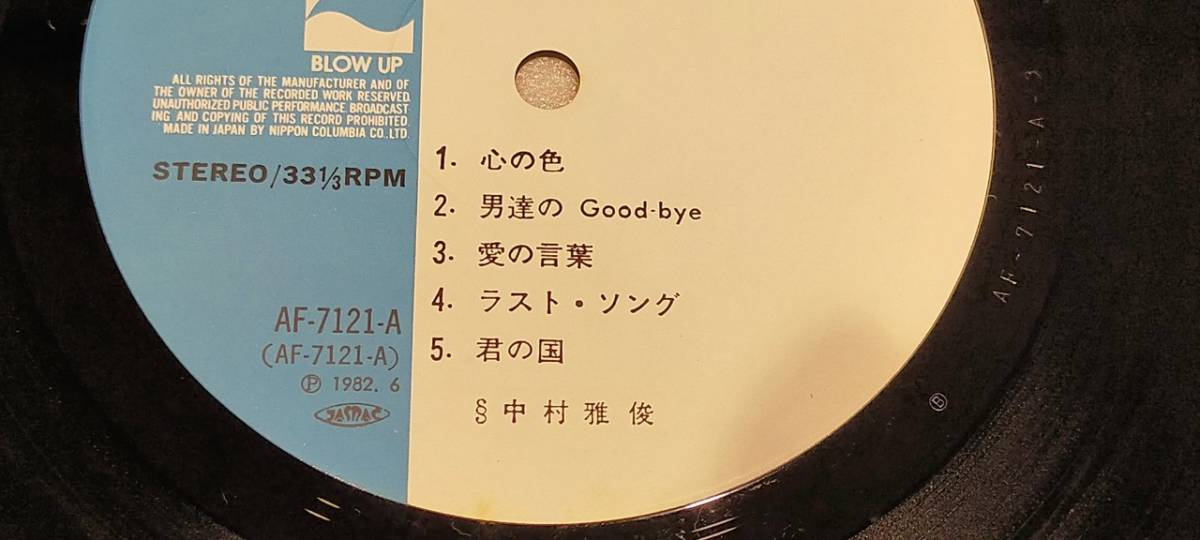 BLOW UP
ALL RIGHTS OF THE MANUFACTURER AND OF
THE OWNER OF THE RECORDED WORK RESERVED.
UNAUTHORIZED PUBLIC PERFORMANCE. BROADCAST
ING AND COPYING OF THIS RECORD PROHIBITED.
MADE IN JAPAN BY NIPPON COLUMBIA CO., LTD.
STEREO/33⅓RPM
AF-7121-A
(AF-7121-A)
Ⓟ 1982. 6
JASRAC
1. 心の色
2. 男達の Good-bye
3. 愛の言葉
4. ラスト・ソング
5. 君の国
§ 中村雅俊
AF-7121-A-3
Ⓑ